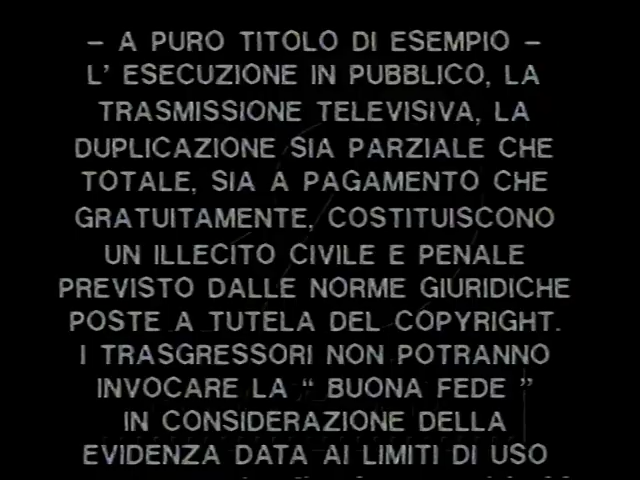 – A PURO TITOLO DI ESEMPIO –
L' ESECUZIONE IN PUBBLICO, LA
TRASMISSIONE TELEVISIVA, LA
DUPLICAZIONE SIA PARZIALE CHE
TOTALE, SIA A PAGAMENTO CHE
GRATUITAMENTE, COSTITUISCONO
UN ILLECITO CIVILE E PENALE
PREVISTO DALLE NORME GIURIDICHE
POSTE A TUTELA DEL COPYRIGHT.
I TRASGRESSORI NON POTRANNO
INVOCARE LA “ BUONA FEDE ”
IN CONSIDERAZIONE DELLA
EVIDENZA DATA AI LIMITI DI USO